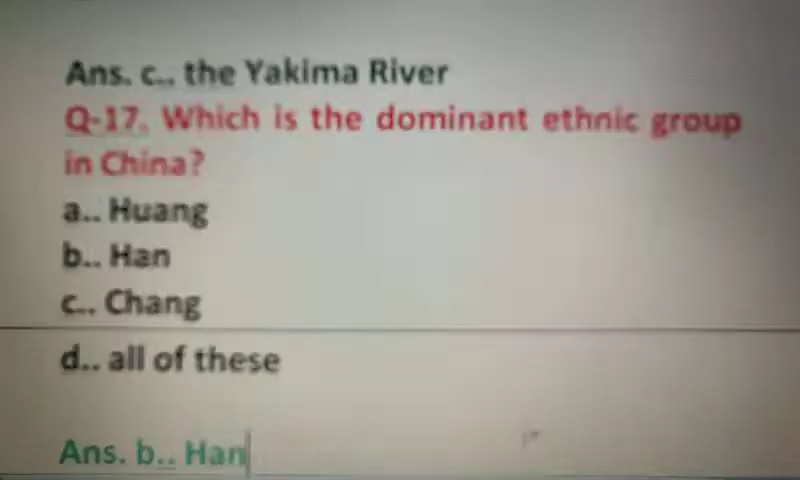 Ans. c.. the Yakima River
Q-17. Which is the dominant ethnic group
in China?
a.. Huang
b.. Han
c.. Chang
d.. all of these
Ans. b.. Han